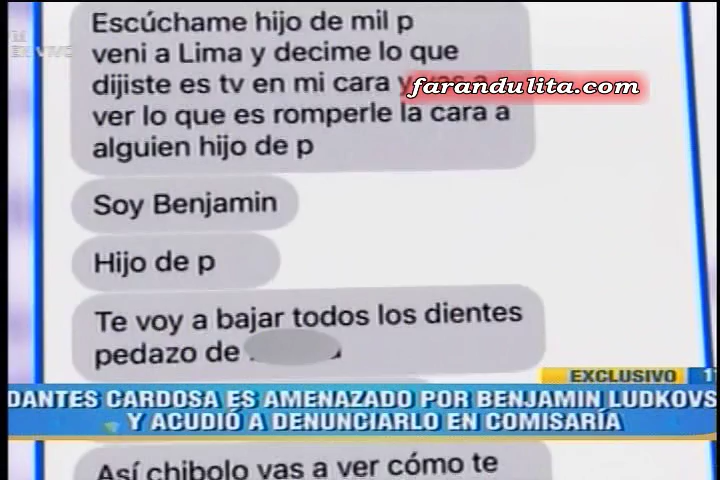 EN VIVO
Escúchame hijo de mil p
veni a Lima y decime lo que
dijiste es tv en mi cara y vas a
farandulita.com
ver lo que es romperle la cara a
alguien hijo de p
Soy Benjamin
Hijo de p
Te voy a bajar todos los dientes
pedazo de
EXCLUSIVO
DANTES CARDOSA ES AMENAZADO POR BENJAMIN LUDKOVS
Y ACUDIÓ A DENUNCIARLO EN COMISARÍA
Así chibolo vas a ver cómo te